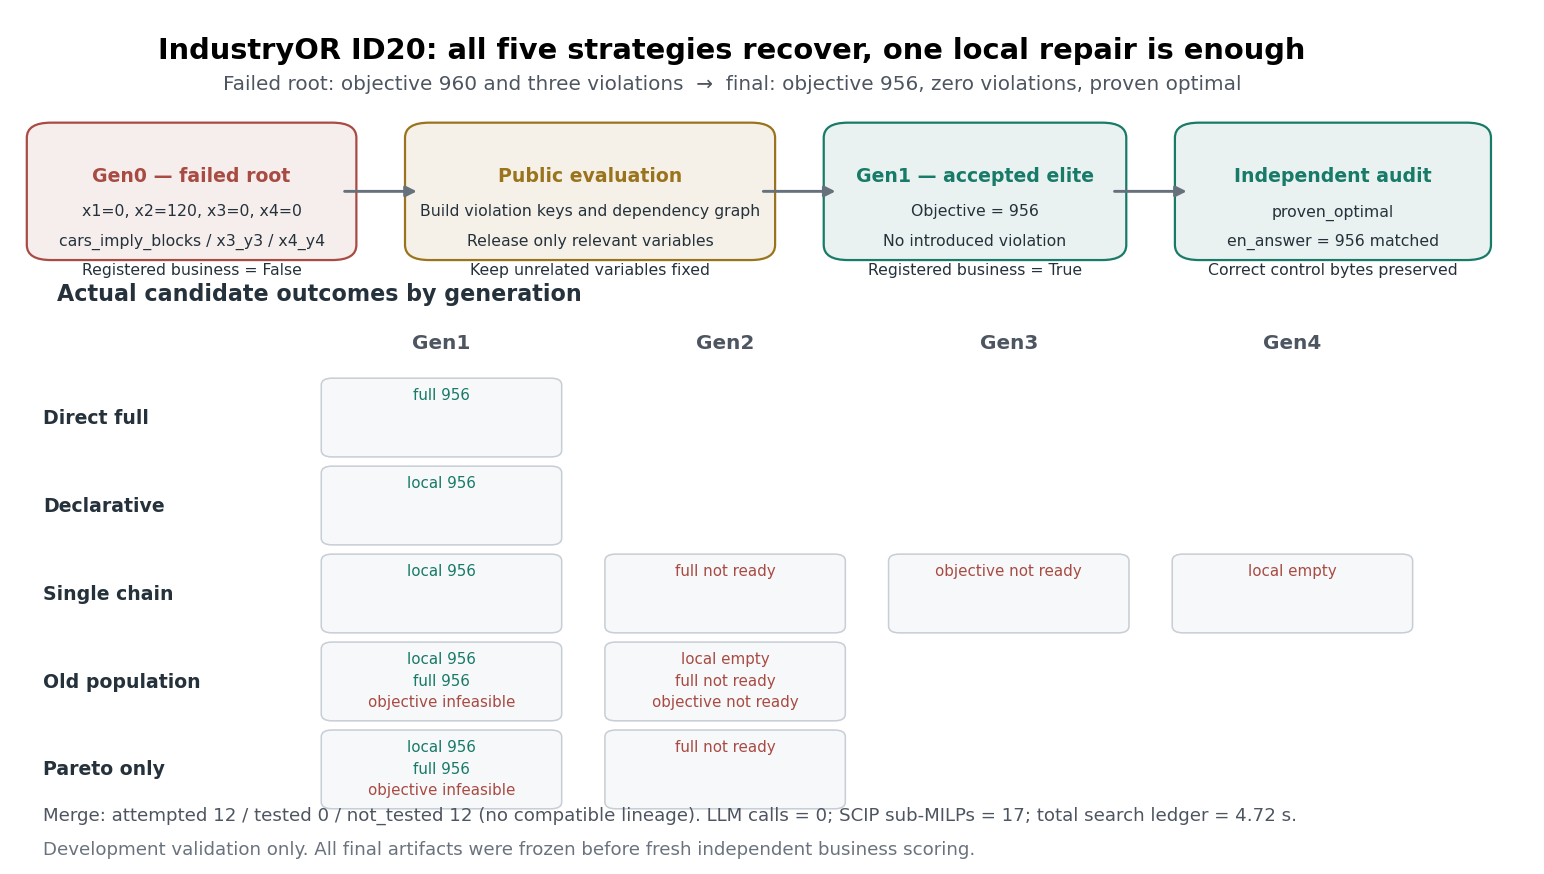 IndustryOR ID20: all five strategies recover, one local repair is enough
Failed root: objective 960 and three violations → final: objective 956, zero violations, proven optimal
Gen0 — failed root
x1=0, x2=120, x3=0, x4=0
cars_imply_blocks / x3_y3 / x4_y4
Registered business = False
Public evaluation
Build violation keys and dependency graph
Release only relevant variables
Keep unrelated variables fixed
Gen1 — accepted elite
Objective = 956
No introduced violation
Registered business = True
Independent audit
proven_optimal
en_answer = 956 matched
Correct control bytes preserved
Actual candidate outcomes by generation
Gen1 Gen2 Gen3 Gen4
Direct full
full 956
Declarative
local 956
Single chain
local 956
full not ready
objective not ready
local empty
Old population
local 956
full 956
objective infeasible
local empty
full not ready
objective not ready
Pareto only
local 956
full 956
objective infeasible
full not ready
Merge: attempted 12 / tested 0 / not_tested 12 (no compatible lineage). LLM calls = 0; SCIP sub-MILPs = 17; total search ledger = 4.72 s.
Development validation only. All final artifacts were frozen before fresh independent business scoring.